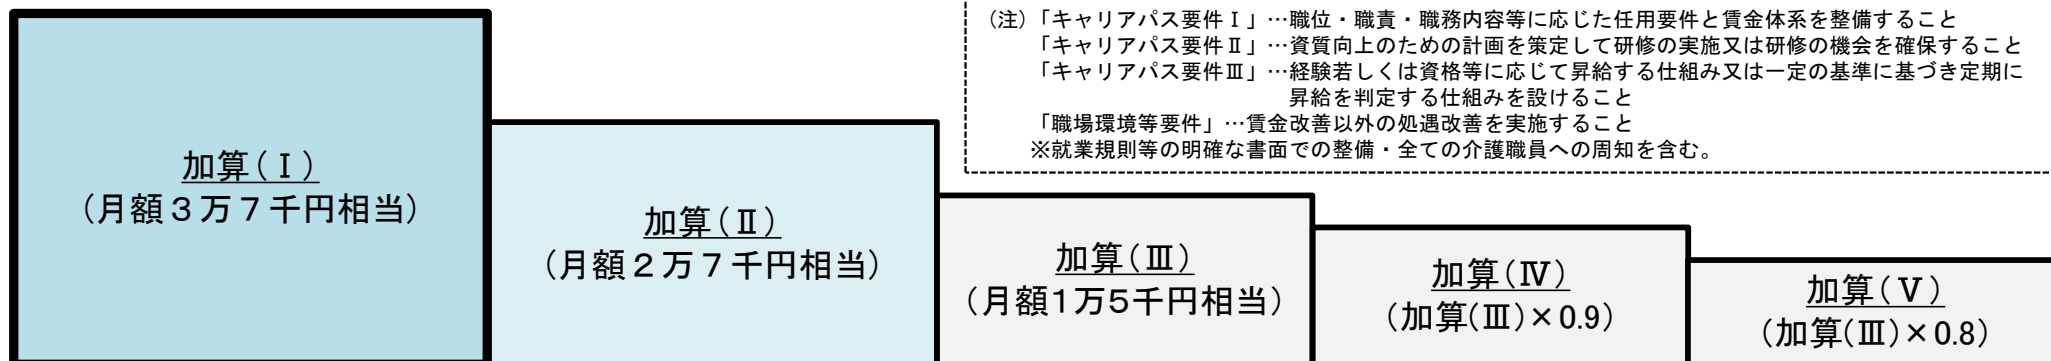 （注）「キャリアパス要件Ⅰ」…職位・職責・職務内容等に応じた任用要件と賃金体系を整備すること
「キャリアパス要件Ⅱ」…資質向上のための計画を策定して研修の実施又は研修の機会を確保すること
「キャリアパス要件Ⅲ」…経験若しくは資格等に応じて昇給する仕組み又は一定の基準に基づき定期に
昇給を判定する仕組みを設けること
「職場環境等要件」…賃金改善以外の処遇改善を実施すること
※就業規則等の明確な書面での整備・全ての介護職員への周知を含む。
加算(Ⅰ)
（月額３万７千円相当）
加算(Ⅱ)
（月額２万７千円相当）
加算(Ⅲ)
（月額1万5千円相当）
加算(Ⅳ)
（加算(Ⅲ)×0.9）
加算(Ⅴ)
（加算(Ⅲ)×0.8）